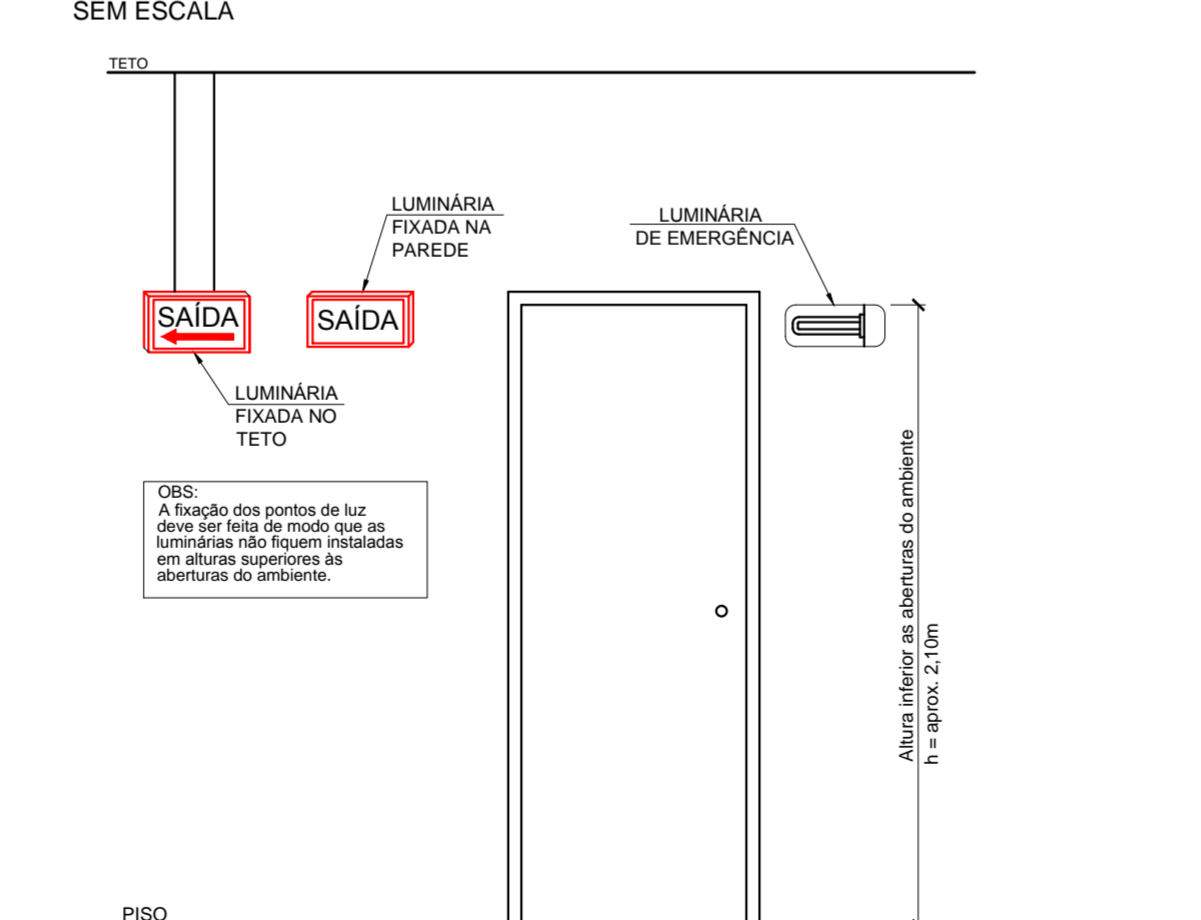 SEM ESCALA
TETO
LUMINÁRIA
FIXADA NA
PAREDE
LUMINÁRIA
DE EMERGÊNCIA
SAÍDA
SAÍDA
LUMINÁRIA
FIXADA NO
TETO
OBS:
A fixação dos pontos de luz
deve ser feita de modo que as
luminárias não fiquem instaladas
em alturas superiores às
aberturas do ambiente.
Altura inferior as aberturas do ambiente
h = aprox. 2,10m
PISO